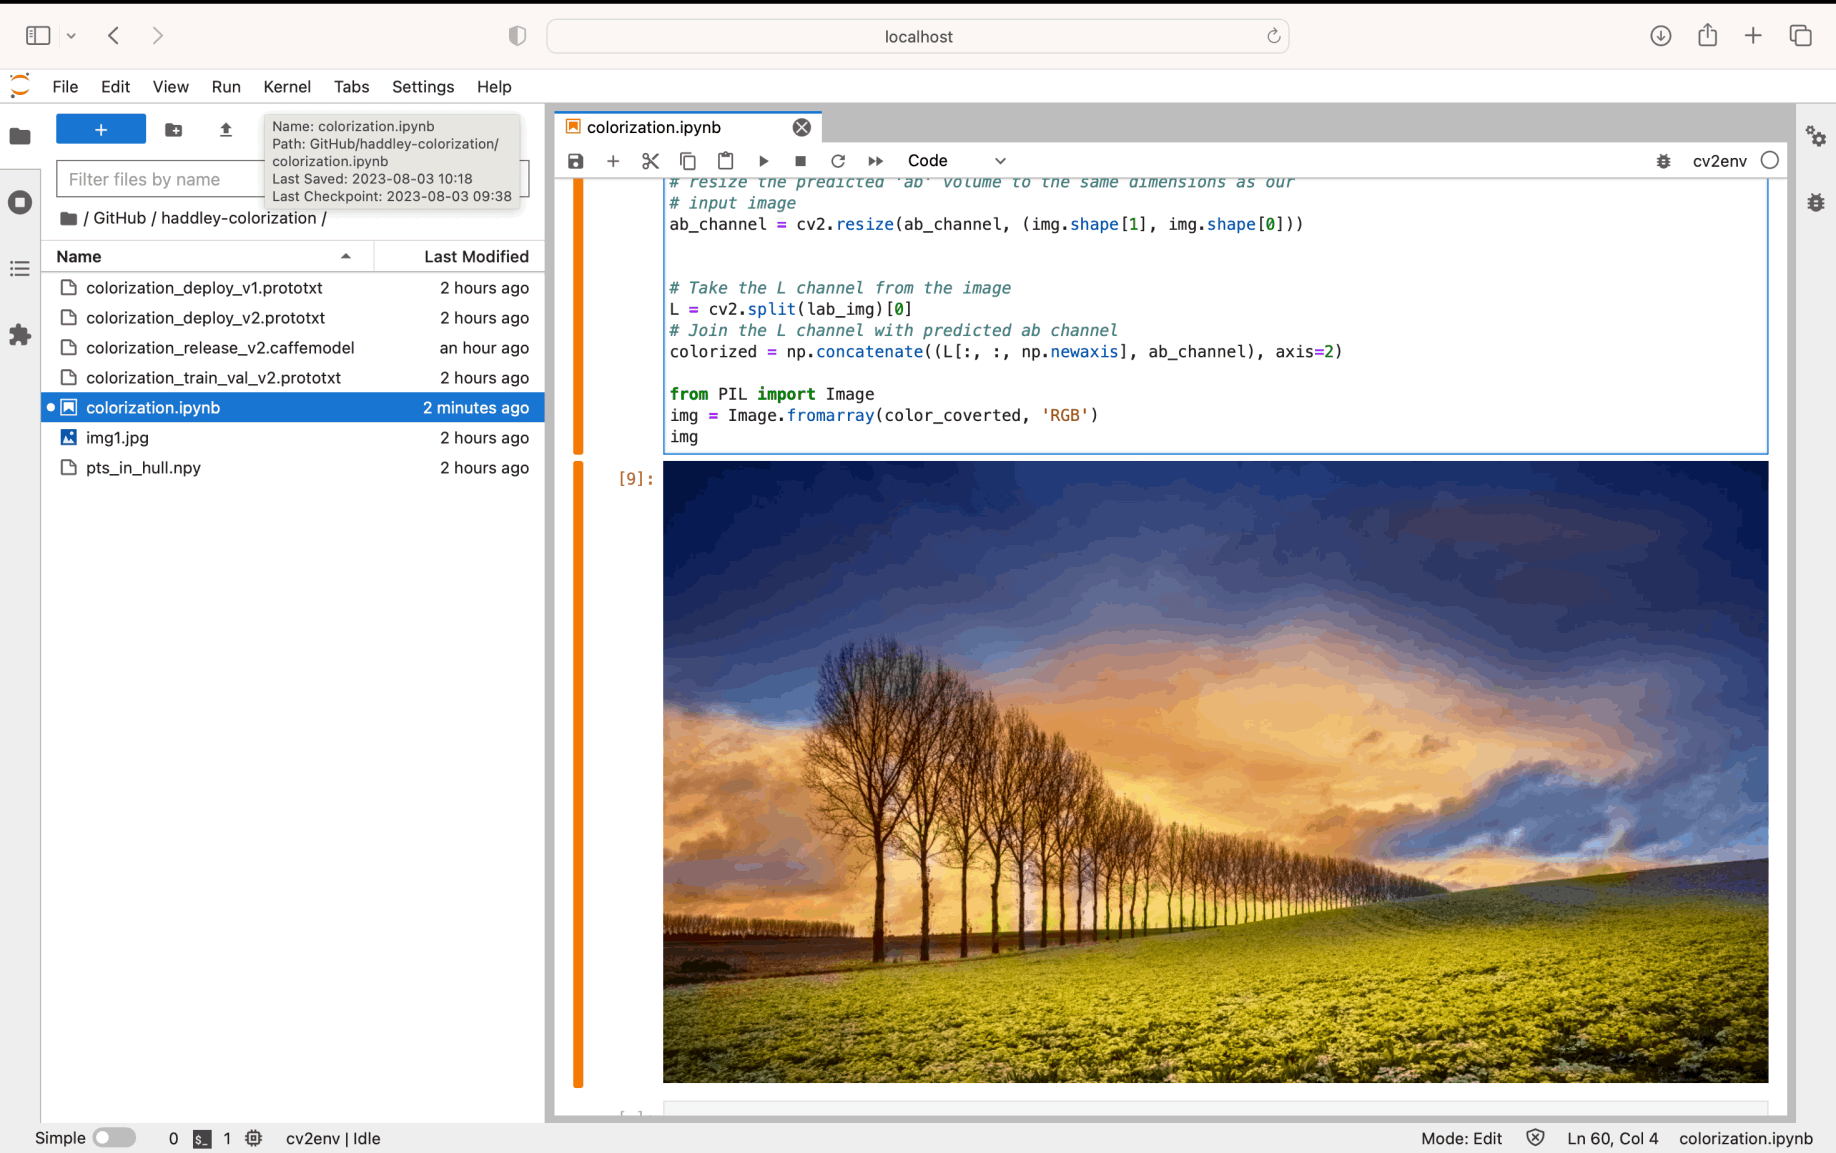 localhost
File Edit View Run Kernel Tabs Settings Help
+
Name: colorization.ipynb
Path: GitHub/haddley-colorization/
colorization.ipynb
Last Saved: 2023-08-03 10:18
Last Checkpoint: 2023-08-03 09:38
Filter files by name
/ GitHub / haddley-colorization /
Name Last Modified
colorization_deploy_v1.prototxt 2 hours ago
colorization_deploy_v2.prototxt 2 hours ago
colorization_release_v2.caffemodel an hour ago
colorization_train_val_v2.prototxt 2 hours ago
colorization.ipynb 2 minutes ago
img1.jpg 2 hours ago
pts_in_hull.npy 2 hours ago
colorization.ipynb
Code
cv2env
# resize the predicted 'ab' volume to the same dimensions as our
# input image
ab_channel = cv2.resize(ab_channel, (img.shape[1], img.shape[0]))
# Take the L channel from the image
L = cv2.split(lab_img)[0]
# Join the L channel with predicted ab channel
colorized = np.concatenate((L[:, :, np.newaxis], ab_channel), axis=2)
from PIL import Image
img = Image.fromarray(color_coverted, 'RGB')
img
[9]:
Simple 0 $_ 1 cv2env | Idle
Mode: Edit Ln 60, Col 4 colorization.ipynb